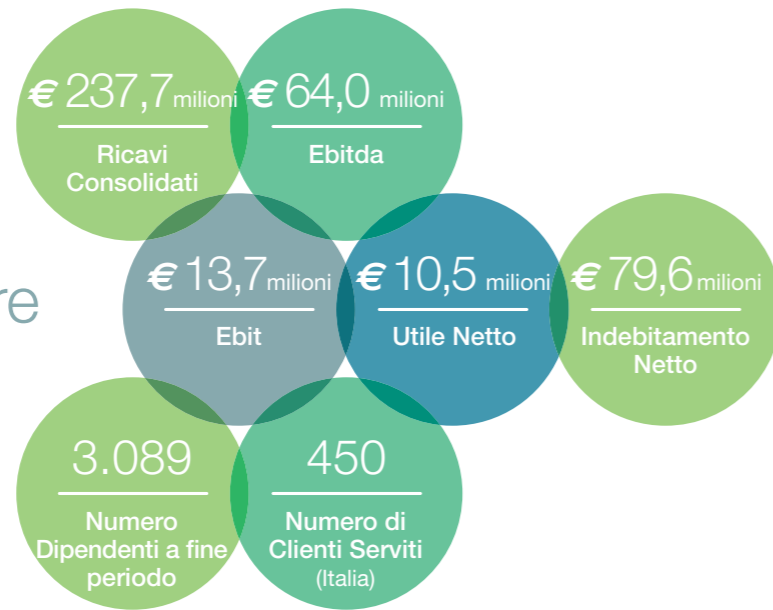 € 237,7 milioni
Ricavi
Consolidati
€ 64,0 milioni
Ebitda
re
€ 13,7 milioni
Ebit
€ 10,5 milioni
Utile Netto
€ 79,6 milioni
Indebitamento
Netto
3.089
Numero
Dipendenti a fine
periodo
450
Numero di
Clienti Serviti
(Italia)